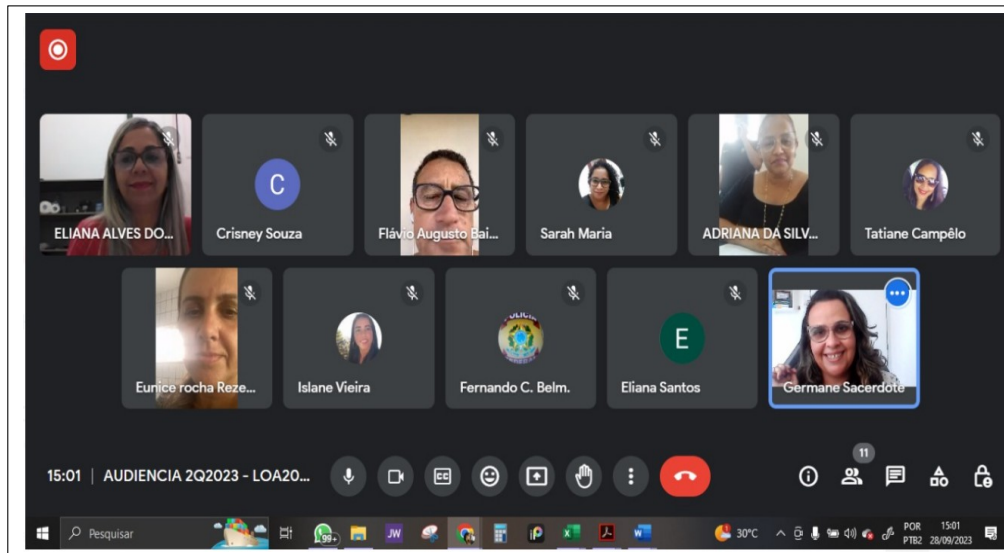 ELIANA ALVES DO...
C
Crisney Souza
Flávio Augusto Bai...
Sarah Maria
ADRIANA DA SILV...
Tatiane Campêlo
Eunice rocha Reze...
Islane Vieira
POLICIA
Fernando C. Belm.
E
Eliana Santos
Germane Sacerdote
15:01 | AUDIENCIA 2Q2023 - LOA20...
CC
11
Pesquisar
99+
JW
30°C
POR
PTB2
15:01
28/09/2023